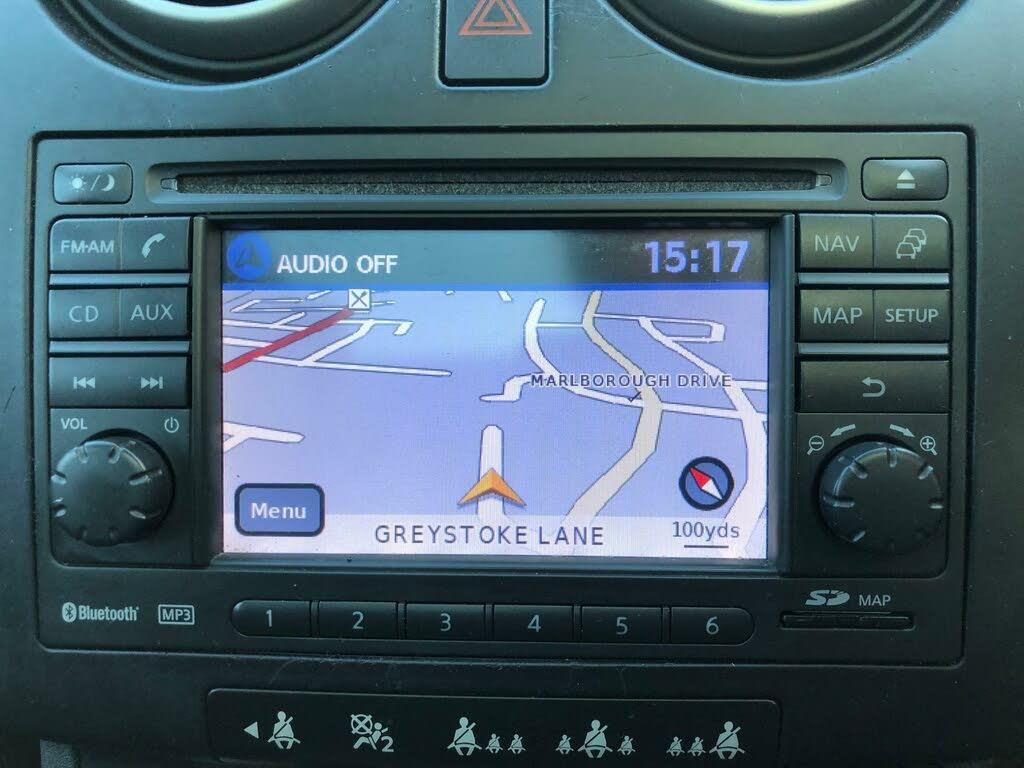 FM·AM
AUDIO OFF
15:17
NAV
CD AUX
MAP SETUP
MARLBOROUGH DRIVE
VOL
Menu
GREYSTOKE LANE
100yds
Bluetooth
MP3
1 2 3 4 5 6
SD MAP
2